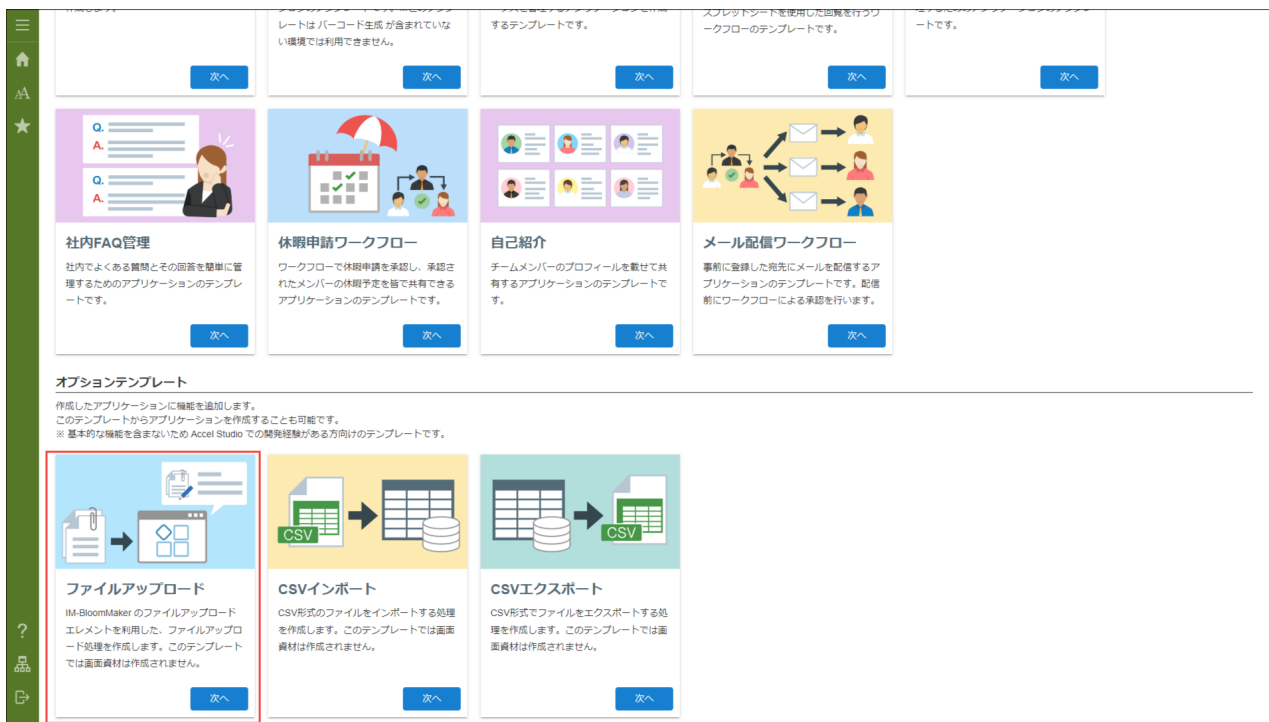 レートは バーコード生成 が含まれていな
い環境では利用できません。
するテンプレートです。
スプレッドシートを使用した回覧を行うワ
ークフローのテンプレートです。
ートです。
次へ
次へ
次へ
次へ
次へ
Q.
A.
Q.
A.
社内FAQ管理
社内でよくある質問とその回答を簡単に管
理するためのアプリケーションのテンプレ
ートです。
次へ
休暇申請ワークフロー
ワークフローで休暇申請を承認し、承認さ
れたメンバーの休暇予定を皆で共有できる
アプリケーションのテンプレートです。
次へ
自己紹介
チームメンバーのプロフィールを載せて共
有するアプリケーションのテンプレートで
す。
次へ
メール配信ワークフロー
事前に登録した宛先にメールを配信するア
プリケーションのテンプレートです。配信
前にワークフローによる承認を行います。
次へ
オプションテンプレート
作成したアプリケーションに機能を追加します。
このテンプレートからアプリケーションを作成することも可能です。
※ 基本的な機能を含まないため Accel Studio での開発経験がある方向けのテンプレートです。
ファイルアップロード
IM-BloomMaker のファイルアップロード
エレメントを利用した、ファイルアップロ
ード処理を作成します。このテンプレート
では画面資材は作成されません。
次へ
CSV
CSVインポート
CSV形式のファイルをインポートする処理
を作成します。このテンプレートでは画面
資材は作成されません。
次へ
CSV
CSVエクスポート
CSV形式でファイルをエクスポートする処
理を作成します。このテンプレートでは画
面資材は作成されません。
次へ